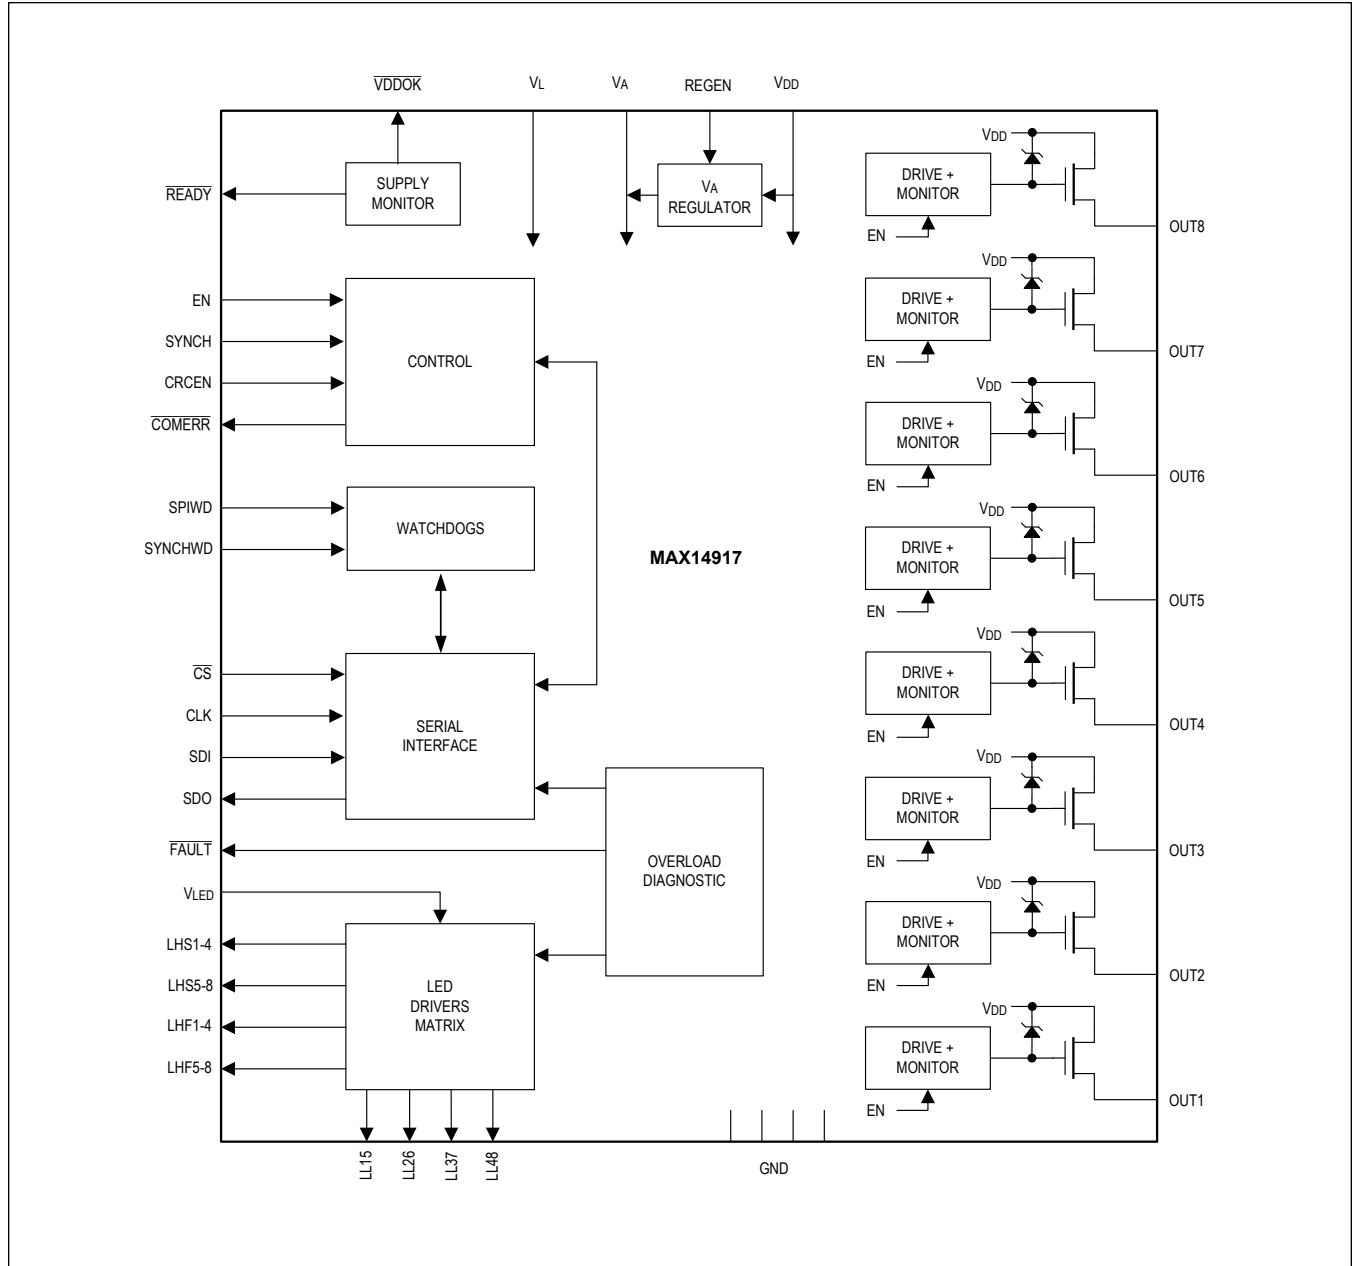 VDDOK
VL
VA
REGEN
VDD
READY
SUPPLY
MONITOR
VA
REGULATOR
EN
SYNCH
CRCEN
COMERR
CONTROL
SPIWD
SYNCHWD
WATCHDOGS
MAX14917
CS
CLK
SDI
SDO
SERIAL
INTERFACE
FAULT
OVERLOAD
DIAGNOSTIC
VLED
LHS1-4
LHS5-8
LHF1-4
LHF5-8
LED
DRIVERS
MATRIX
LL15
LL26
LL37
LL48
GND
VDD
DRIVE +
MONITOR
EN
OUT8
VDD
DRIVE +
MONITOR
EN
OUT7
VDD
DRIVE +
MONITOR
EN
OUT6
VDD
DRIVE +
MONITOR
EN
OUT5
VDD
DRIVE +
MONITOR
EN
OUT4
VDD
DRIVE +
MONITOR
EN
OUT3
VDD
DRIVE +
MONITOR
EN
OUT2
VDD
DRIVE +
MONITOR
EN
OUT1